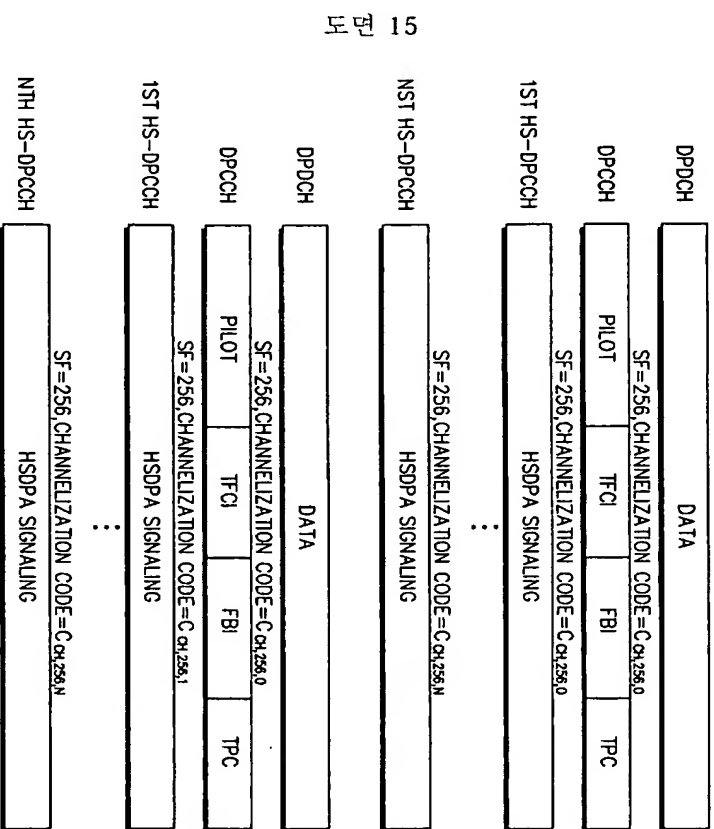 도면 15
DPDCH DATA
SF=256,CHANNELIZATION CODE=C CH,256,0
DPCCH PILOT TFCI FBI TPC
SF=256,CHANNELIZATION CODE=C CH,256,0
1ST HS-DPCCH HSDPA SIGNALING
...
SF=256,CHANNELIZATION CODE=C CH,256,N
NST HS-DPCCH HSDPA SIGNALING
DPDCH DATA
SF=256,CHANNELIZATION CODE=C CH,256,0
DPCCH PILOT TFCI FBI TPC
SF=256,CHANNELIZATION CODE=C CH,256,1
1ST HS-DPCCH HSDPA SIGNALING
...
SF=256,CHANNELIZATION CODE=C CH,256,N
NTH HS-DPCCH HSDPA SIGNALING